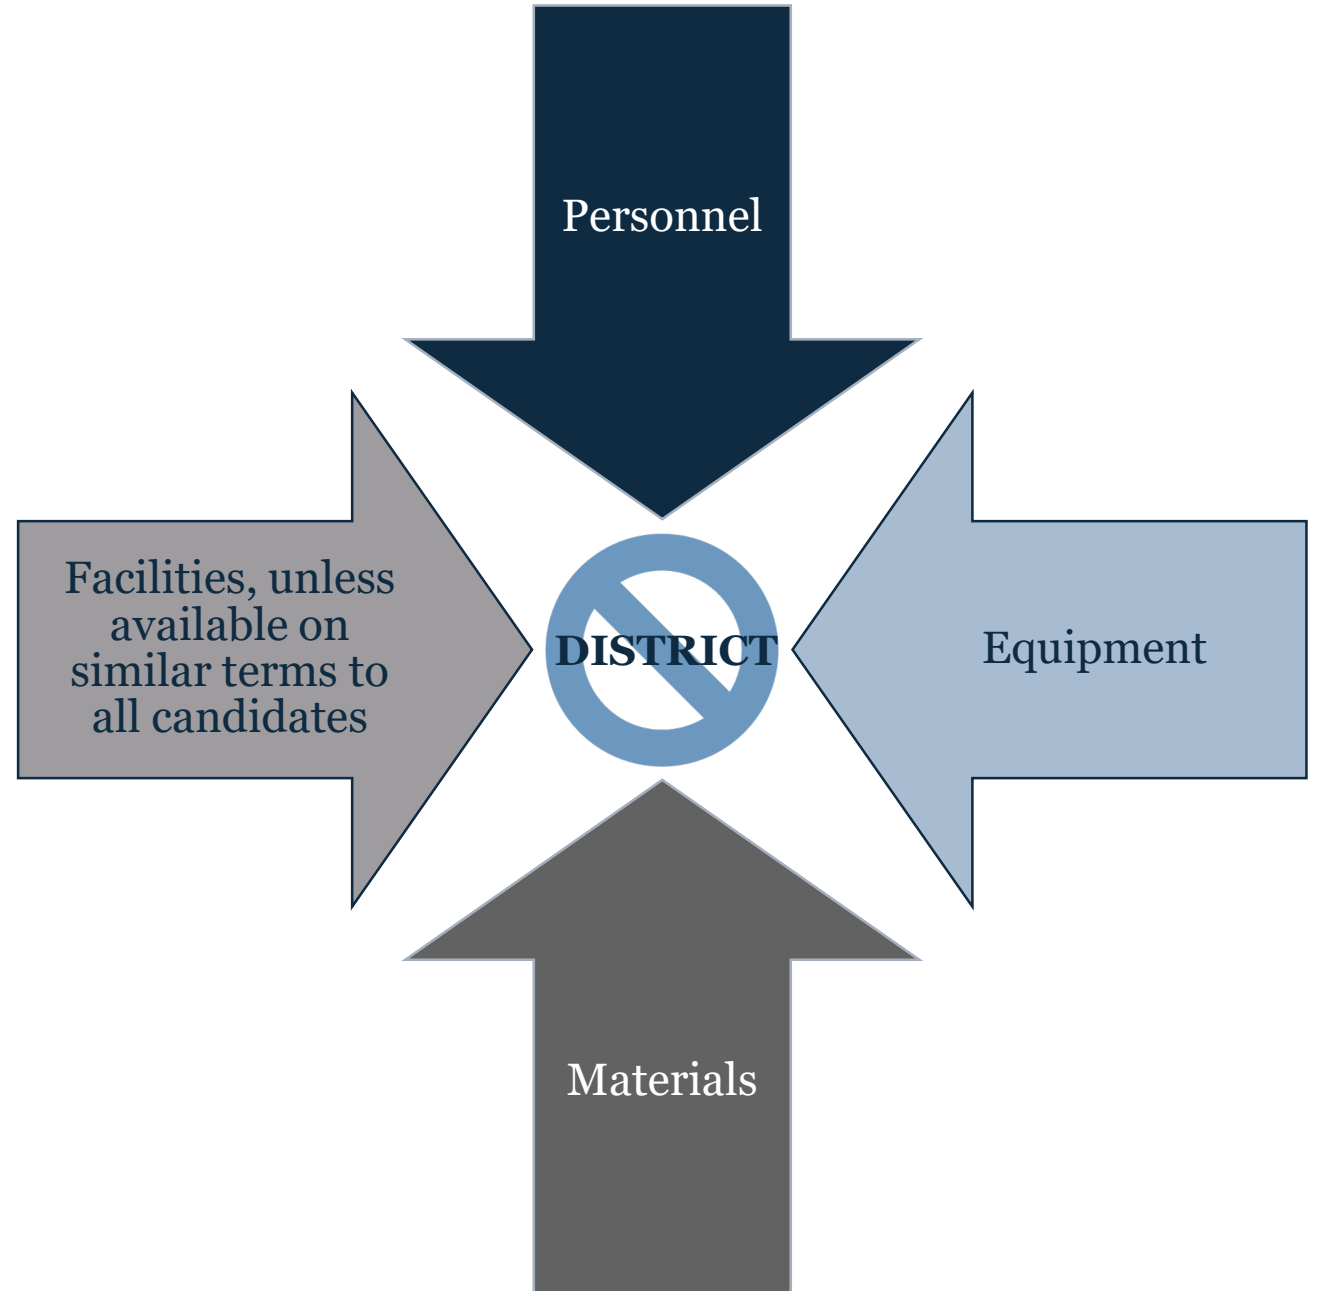 Personnel
Facilities, unless
available on
similar terms to
all candidates
DISTRICT
Equipment
Materials